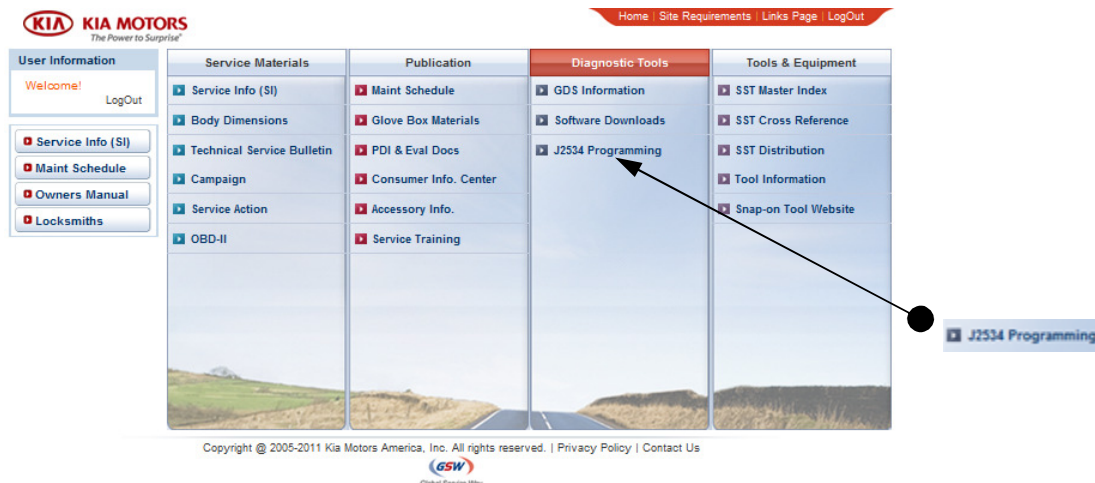 KIA KIA MOTORS
The Power to Surprise™
Home | Site Requirements | Links Page | LogOut
User Information
Welcome!
LogOut
Service Info (SI)
Maint Schedule
Owners Manual
Locksmiths
Service Materials
Service Info (SI)
Body Dimensions
Technical Service Bulletin
Campaign
Service Action
OBD-II
Publication
Maint Schedule
Glove Box Materials
PDI & Eval Docs
Consumer Info. Center
Accessory Info.
Service Training
Diagnostic Tools
GDS Information
Software Downloads
J2534 Programming
Tools & Equipment
SST Master Index
SST Cross Reference
SST Distribution
Tool Information
Snap-on Tool Website
J2534 Programming
Copyright @ 2005-2011 Kia Motors America, Inc. All rights reserved. | Privacy Policy | Contact Us
GSW
Global Service Way